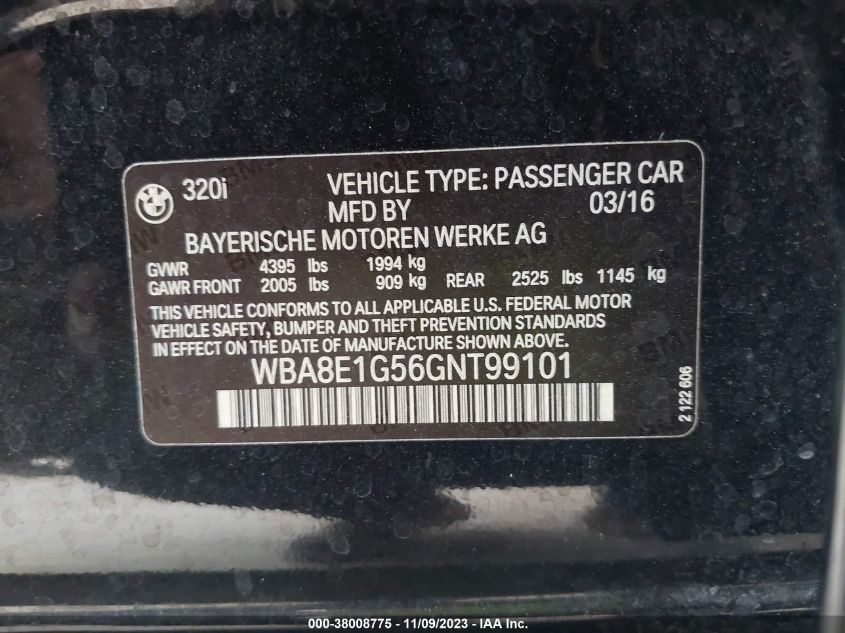 320i VEHICLE TYPE: PASSENGER CAR
MFD BY 03/16
BAYERISCHE MOTOREN WERKE AG
GVWR 4395 lbs 1994 kg
GAWR FRONT 2005 lbs 909 kg REAR 2525 lbs 1145 kg
THIS VEHICLE CONFORMS TO ALL APPLICABLE U.S. FEDERAL MOTOR
VEHICLE SAFETY, BUMPER AND THEFT PREVENTION STANDARDS
IN EFFECT ON THE DATE OF MANUFACTURE SHOWN ABOVE.
WBA8E1G56GNT99101
2 122 606
000-38008775 - 11/09/2023 - IAA Inc.